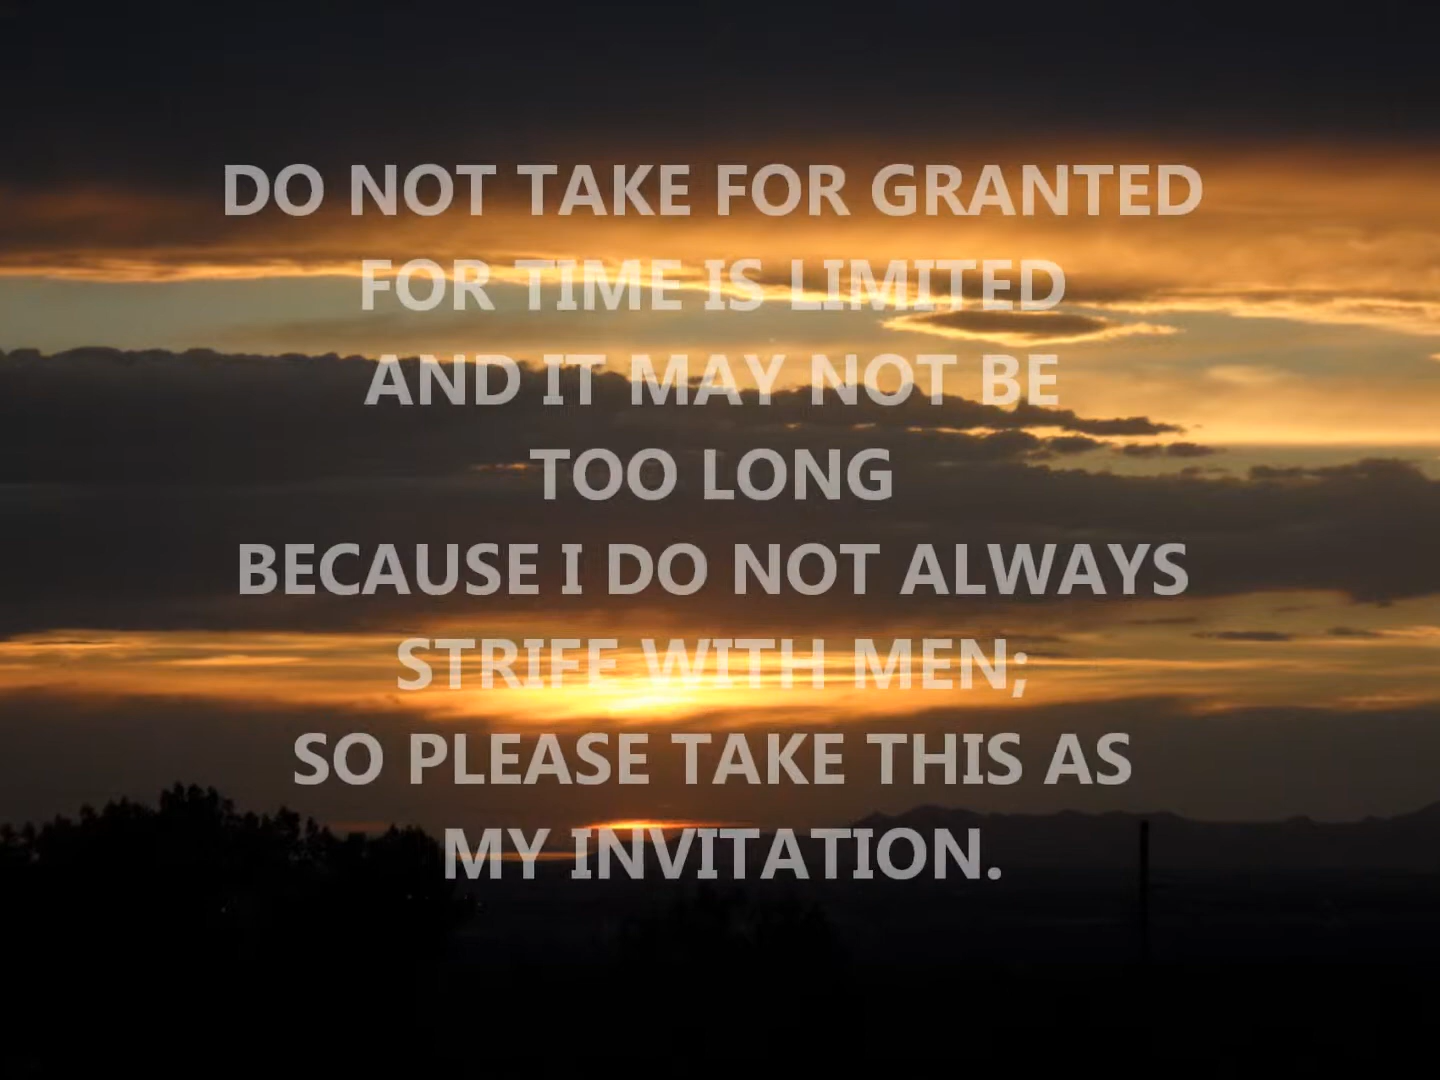 DO NOT TAKE FOR GRANTED
FOR TIME IS LIMITED
AND IT MAY NOT BE
TOO LONG
BECAUSE I DO NOT ALWAYS
STRIFE WITH MEN;
SO PLEASE TAKE THIS AS
MY INVITATION.